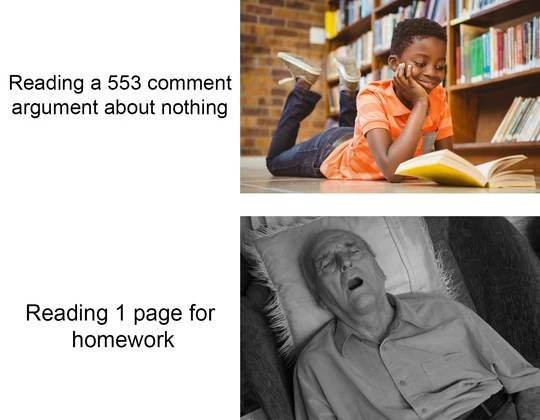 Reading a 553 comment
argument about nothing
Reading 1 page for
homework